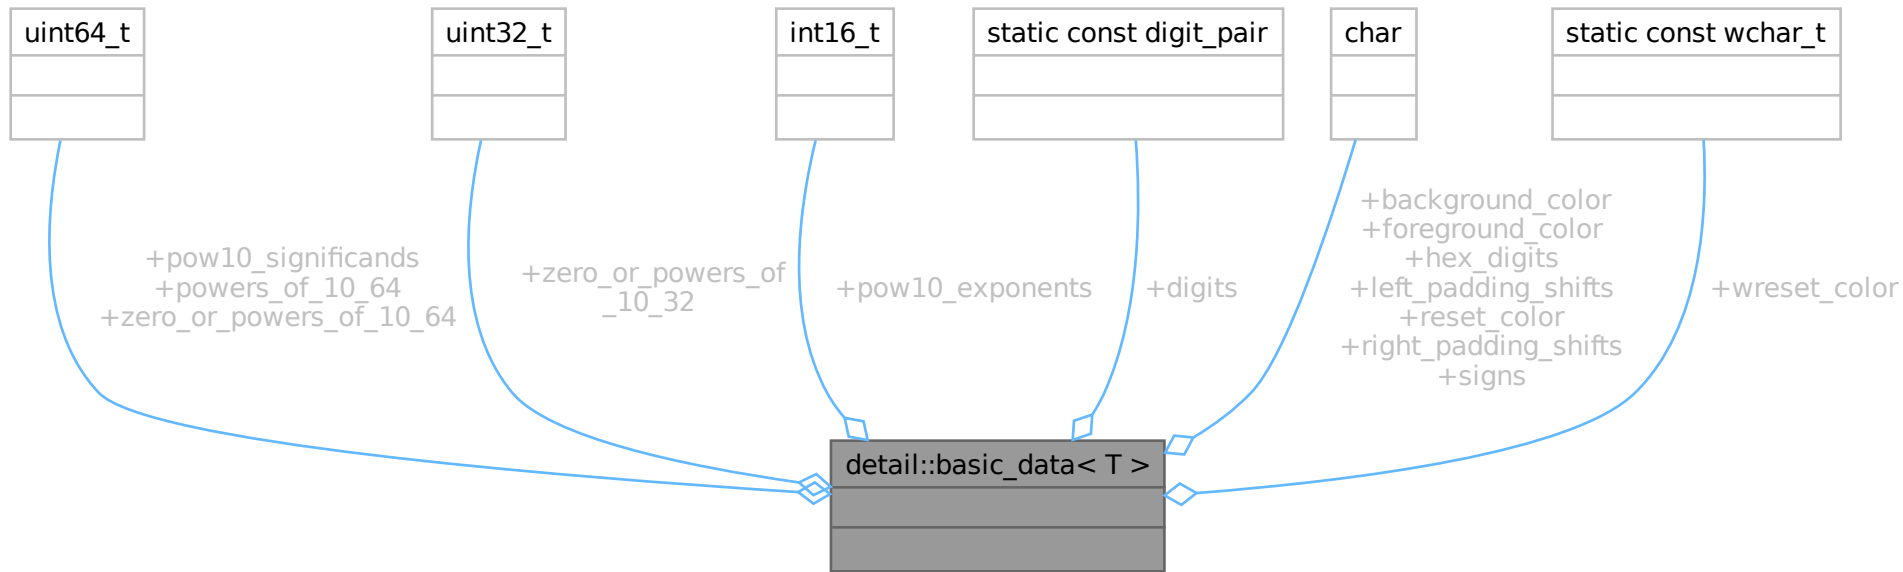 uint64_t
uint32_t
int16_t
static const digit_pair
char
static const wchar_t
+pow10_significands
+powers_of_10_64
+zero_or_powers_of_10_64
+zero_or_powers_of
_10_32
+pow10_exponents
+digits
+background_color
+foreground_color
+hex_digits
+left_padding_shifts
+reset_color
+right_padding_shifts
+signs
+wreset_color
detail::basic_data< T >